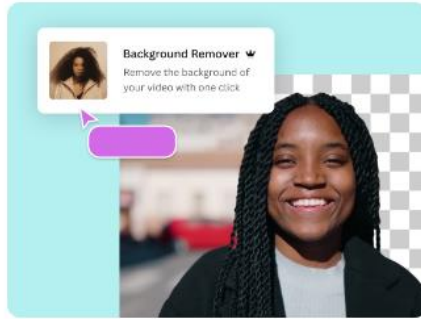 Background Remover
Remove the background of
your video with one click